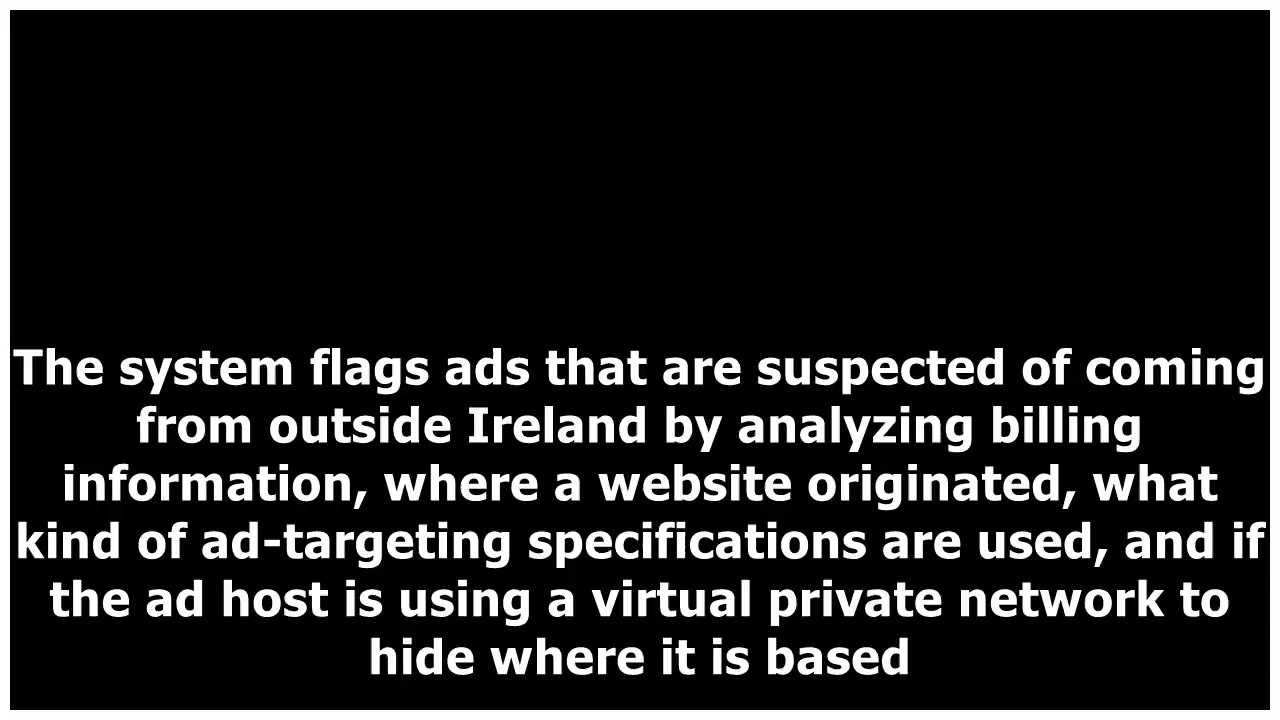 The system flags ads that are suspected of coming
from outside Ireland by analyzing billing
information, where a website originated, what
kind of ad-targeting specifications are used, and if
the ad host is using a virtual private network to
hide where it is based